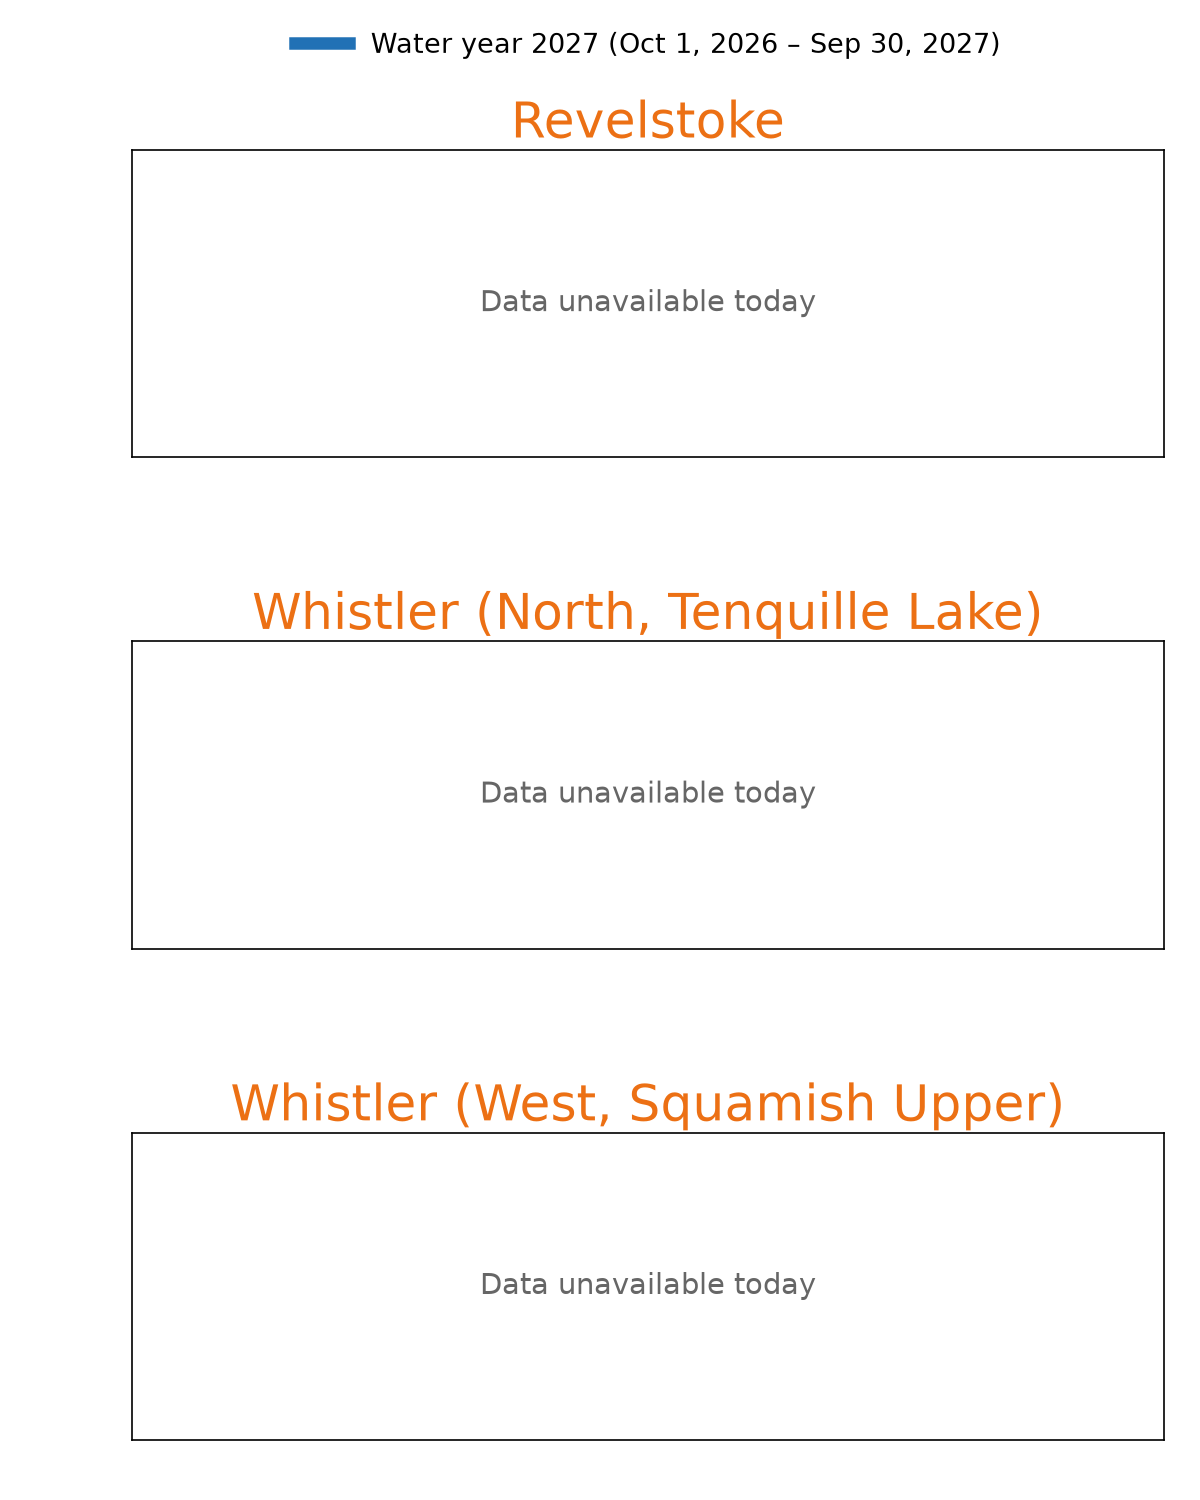 Water year 2027 (Oct 1, 2026 – Sep 30, 2027)
Revelstoke
Data unavailable today
Whistler (North, Tenquille Lake)
Data unavailable today
Whistler (West, Squamish Upper)
Data unavailable today